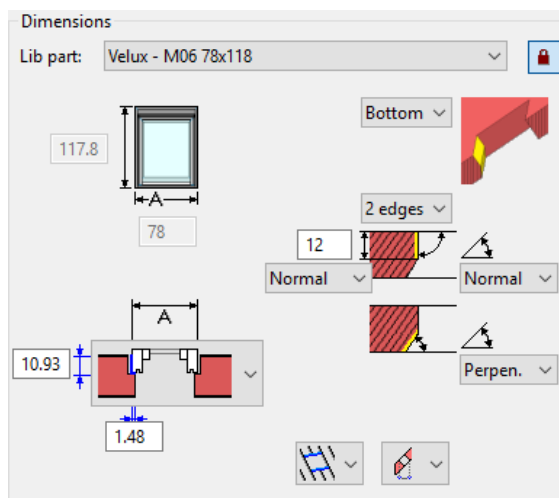 Dimensions
Lib part: Velux - M06 78x118
Bottom
117.8
A
78
2 edges
12
Normal
Normal
A
10.93
Perpen.
1.48